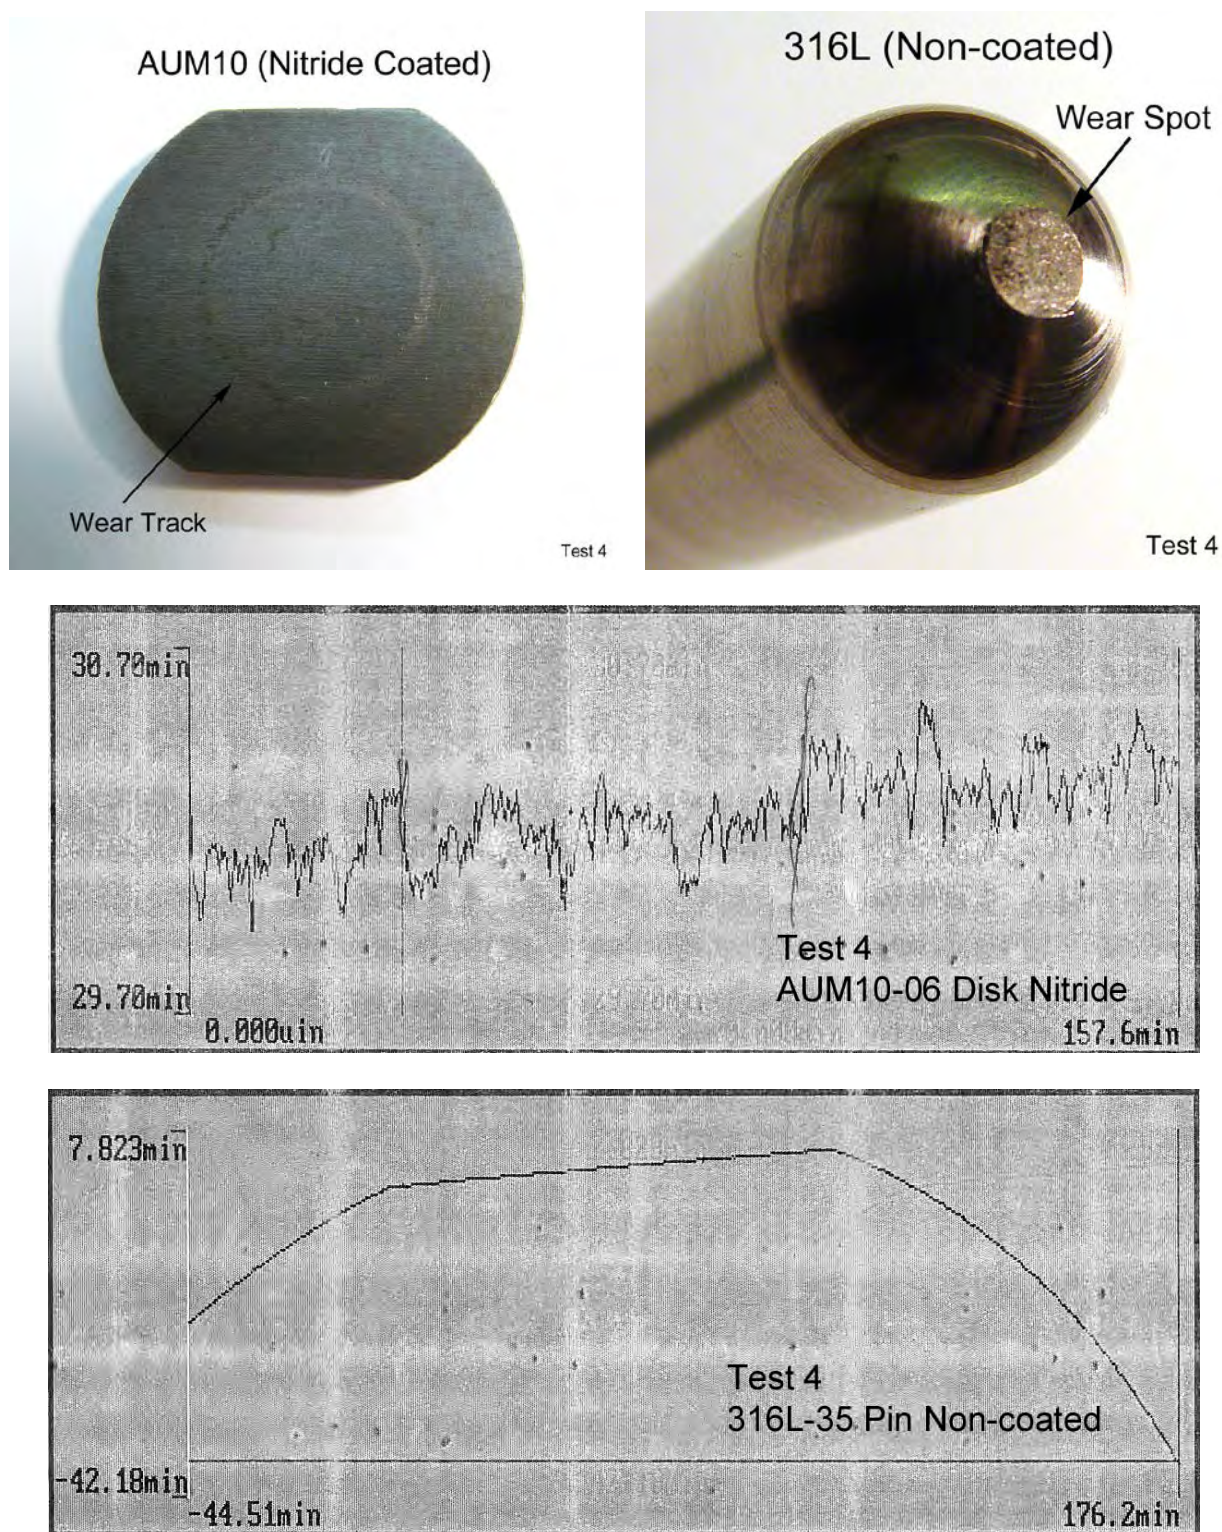 AUM10 (Nitride Coated)
Wear Track
Test 4
316L (Non-coated)
Wear Spot
Test 4
30.70min
29.70min
0.000uin
157.6min
Test 4
AUM10-06 Disk Nitride
7.823min
-42.18min
-44.51min
176.2min
Test 4
316L-35 Pin Non-coated